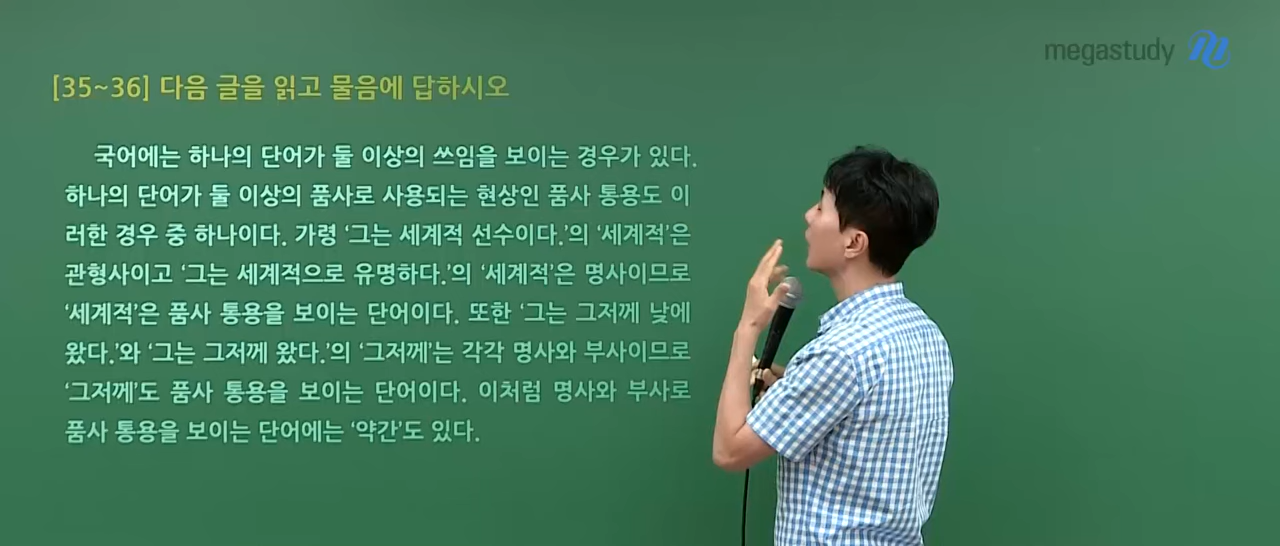 megastudy
[35~36] 다음 글을 읽고 물음에 답하시오
국어에는 하나의 단어가 둘 이상의 쓰임을 보이는 경우가 있다.
하나의 단어가 둘 이상의 품사로 사용되는 현상인 품사 통용도 이
러한 경우 중 하나이다. 가령 ‘그는 세계적 선수이다.’의 ‘세계적’은
관형사이고 ‘그는 세계적으로 유명하다.’의 ‘세계적’은 명사이므로
‘세계적’은 품사 통용을 보이는 단어이다. 또한 ‘그는 그저께 낮에
왔다.’와 ‘그는 그저께 왔다.’의 ‘그저께’는 각각 명사와 부사이므로
‘그저께’도 품사 통용을 보이는 단어이다. 이처럼 명사와 부사로
품사 통용을 보이는 단어에는 ‘약간’도 있다.